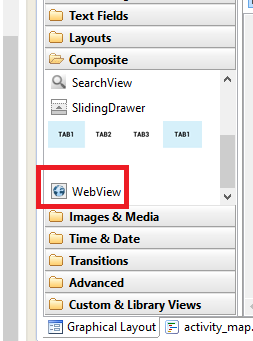 Text Fields
Layouts
Composite
SearchView
SlidingDrawer
TAB1 TAB2 TAB3 TAB1
WebView
Images & Media
Time & Date
Transitions
Advanced
Custom & Library Views
Graphical Layout activity_map.